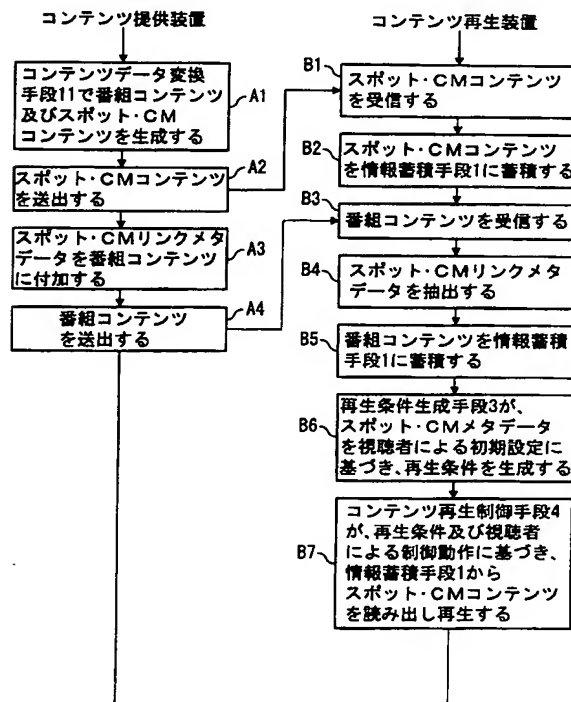 コンテンツ提供装置
コンテンツデータ変換
手段11で番組コンテンツ
及びスポット・CM
コンテンツを生成する
A1
スポット・CMコンテンツ
を送出する
A2
スポット・CMリンクメタ
データを番組コンテンツ
に付加する
A3
番組コンテンツ
を送出する
A4
コンテンツ再生装置
B1
スポット・CMコンテンツ
を受信する
B2
スポット・CMコンテンツ
を情報蓄積手段1に蓄積する
B3
番組コンテンツを受信する
B4
スポット・CMリンクメタ
データを抽出する
B5
番組コンテンツを情報蓄積
手段1に蓄積する
B6
再生条件生成手段3が、
スポット・CMメタデータ
を視聴者による初期設定に
基づき、再生条件を生成する
B7
コンテンツ再生制御手段4
が、再生条件及び視聴者
による制御動作に基づき、
情報蓄積手段1から
スポット・CMコンテンツ
を読み出し再生する